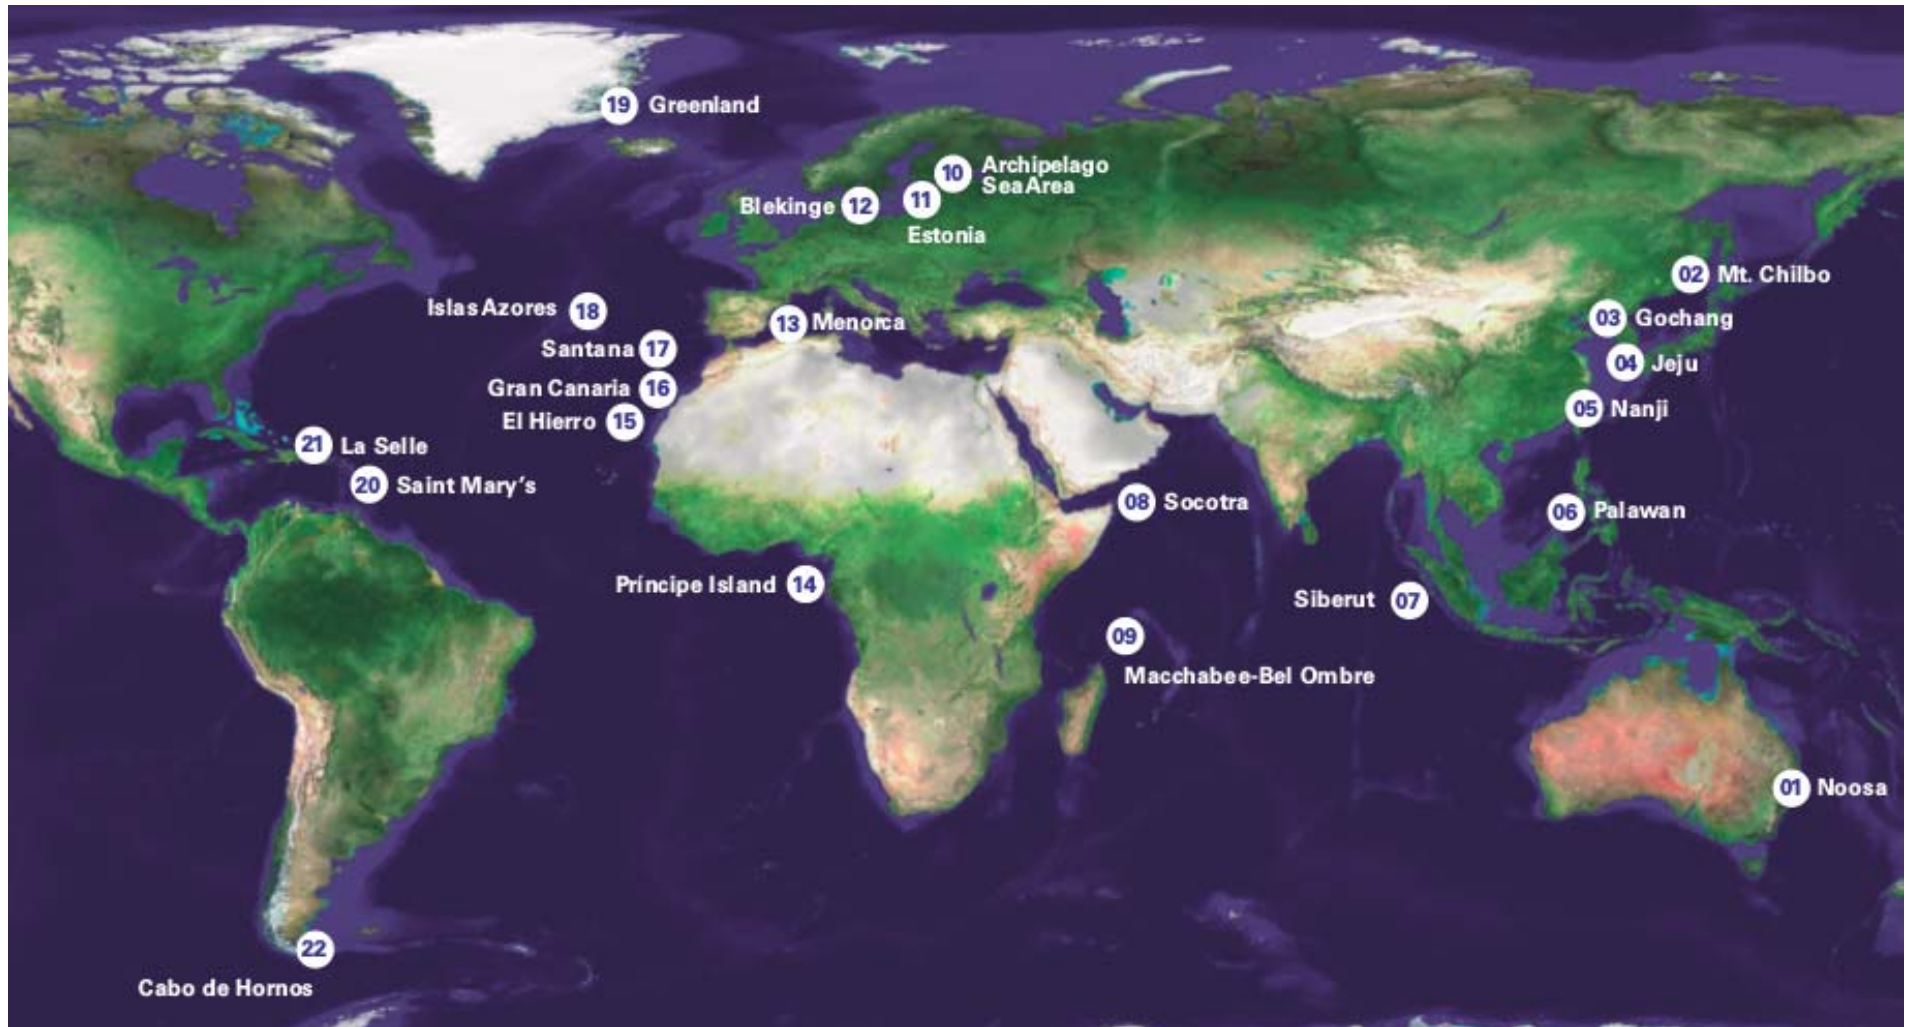 19 Greenland
10 Archipelago
Sea Area
Blekinge 12
11
Estonia
02 Mt. Chilbo
Islas Azores 18
13 Menorca
03 Gochang
Santana 17
04 Jeju
Gran Canaria 16
05 Nanji
El Hierro 15
21 La Selle
20 Saint Mary's
08 Socotra
06 Palawan
Príncipe Island 14
Siberut 07
09
Macchabee-Bel Ombre
01 Noosa
22
Cabo de Hornos